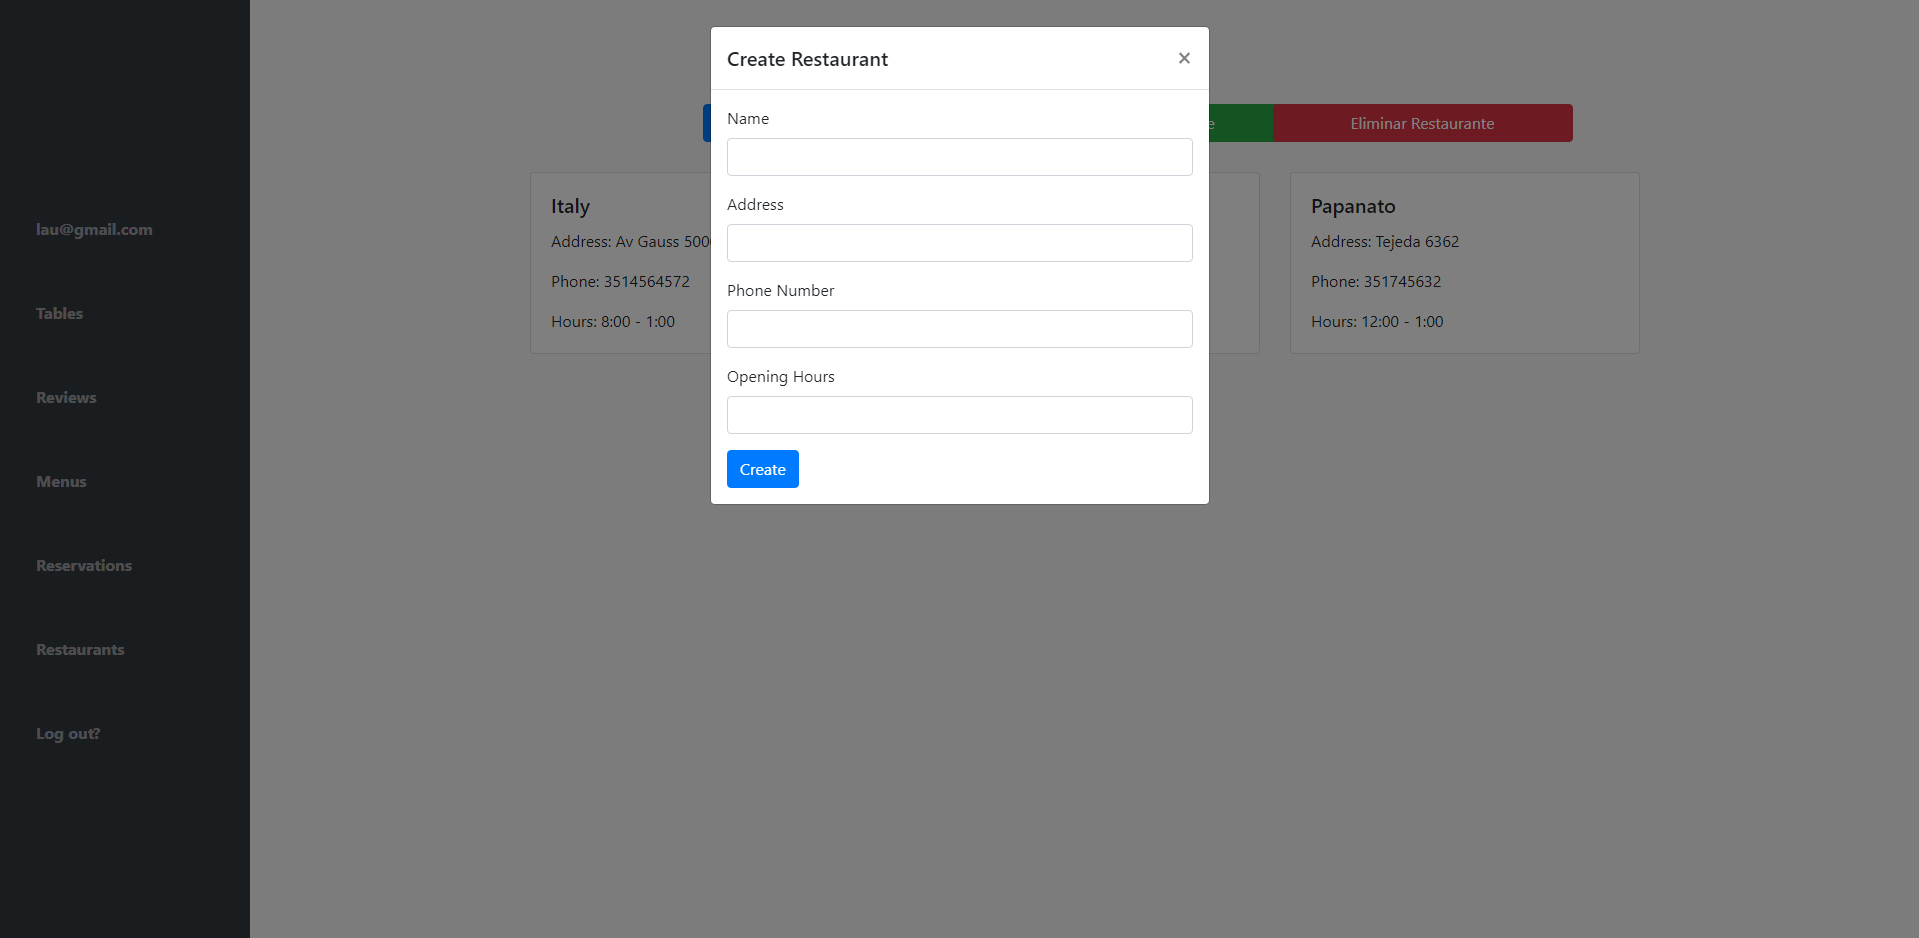 lau@gmail.com
Tables
Reviews
Menus
Reservations
Restaurants
Log out?
Create Restaurant
×
Name
Address
Phone Number
Opening Hours
Create
Eliminar Restaurante
Italy
Address: Av Gauss 500
Phone: 3514564572
Hours: 8:00 - 1:00
Papanato
Address: Tejeda 6362
Phone: 351745632
Hours: 12:00 - 1:00